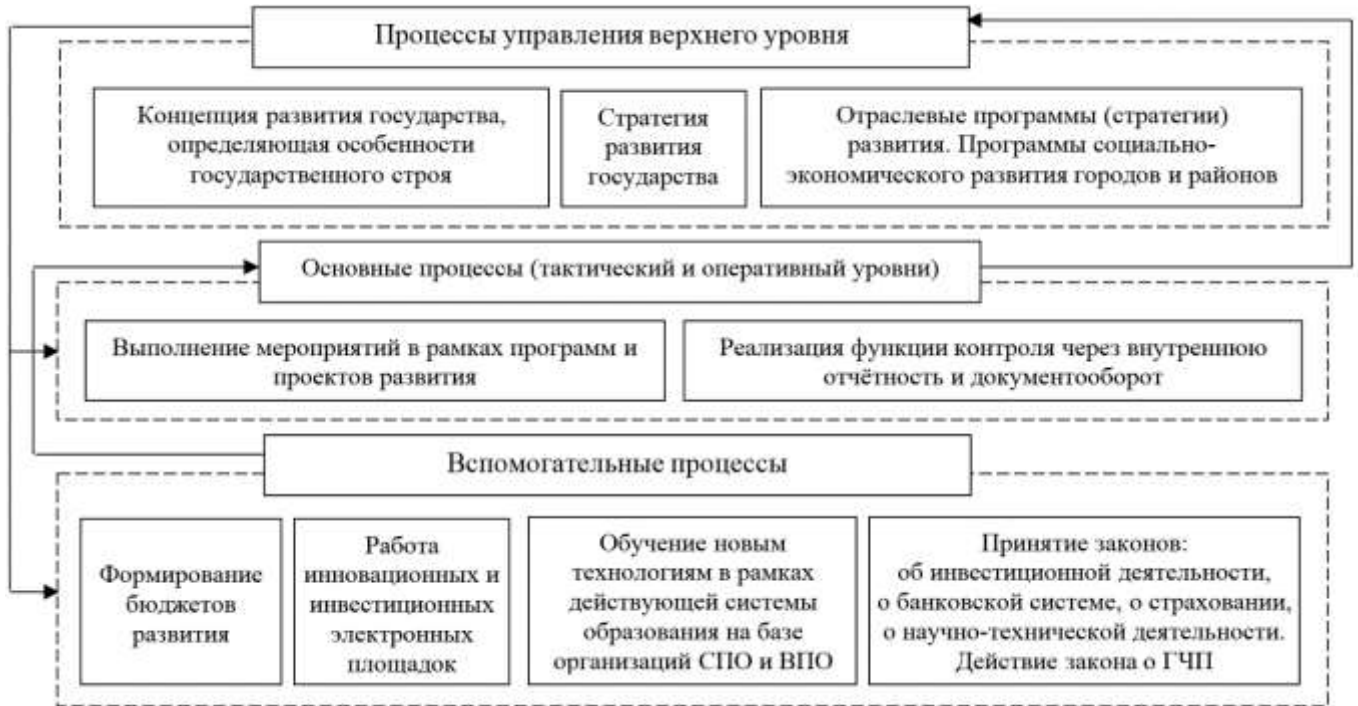 Процессы управления верхнего уровня
Концепция развития государства,
определяющая особенности
государственного строя
Стратегия
развития
государства
Отраслевые программы (стратегии)
развития. Программы социально-
экономического развития городов и районов
Основные процессы (тактический и оперативный уровни)
Выполнение мероприятий в рамках программ и
проектов развития
Реализация функции контроля через внутреннюю
отчётность и документооборот
Вспомогательные процессы
Формирование
бюджетов
развития
Работа
инновационных и
инвестиционных
электронных
площадок
Обучение новым
технологиям в рамках
действующей системы
образования на базе
организаций СПО и ВПО
Принятие законов:
об инвестиционной деятельности,
о банковской системе, о страховании,
о научно-технической деятельности.
Действие закона о ГЧП